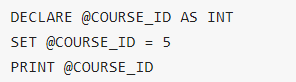 DECLARE @COURSE_ID AS INT
SET @COURSE_ID = 5
PRINT @COURSE_ID